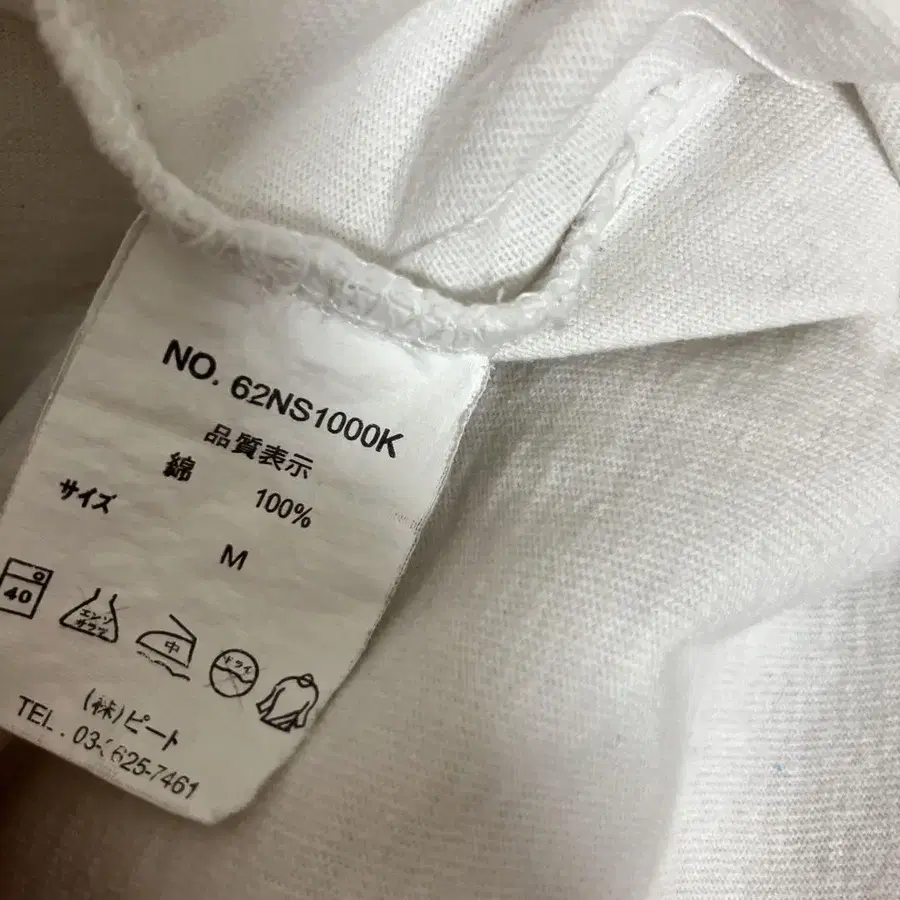 NO. 62NS1000K
品質表示
綿 100%
サイズ M
40
エンソ
サラシ
中
ドライ
(株)ピート
TEL. 03- 625-7461